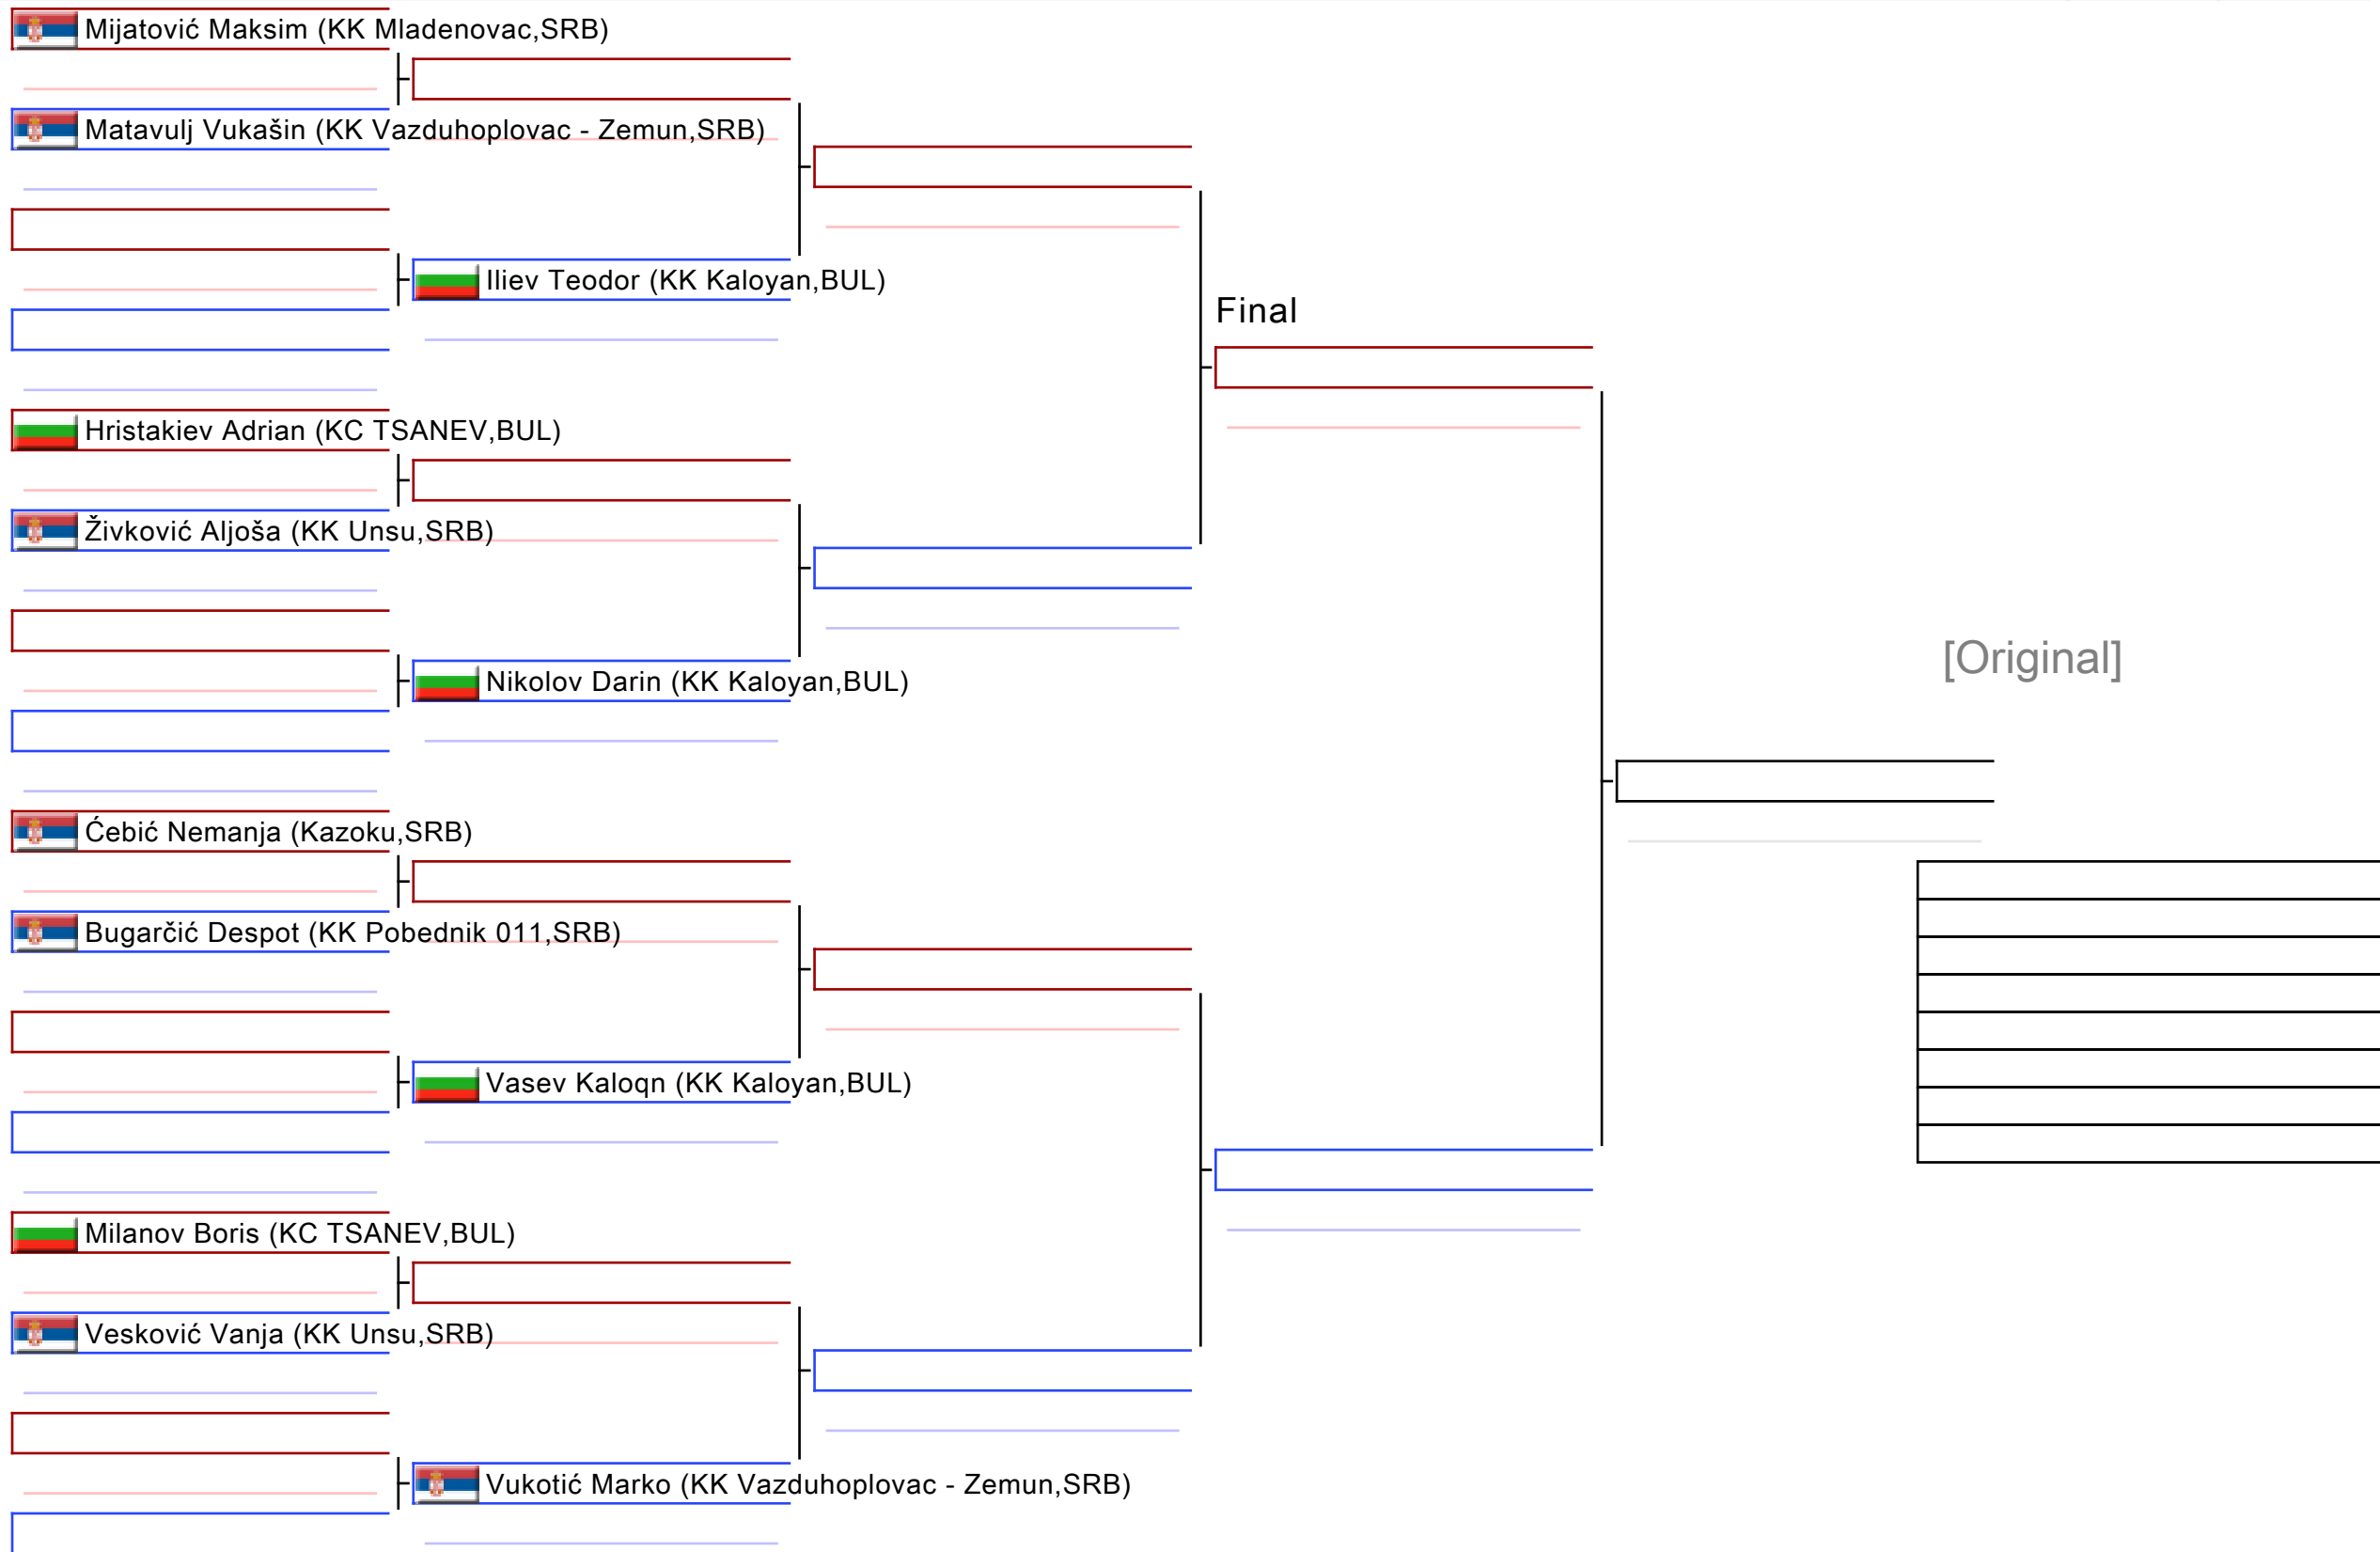 Mijatović Maksim (KK Mladenovac,SRB)
Matavulj Vukašin (KK Vazduhoplovac - Zemun,SRB)
Iliev Teodor (KK Kaloyan,BUL)
Final
Hristakiev Adrian (KC TSANEV,BUL)
Živković Aljoša (KK Unsu,SRB)
[Original]
Nikolov Darin (KK Kaloyan,BUL)
Ćebić Nemanja (Kazoku,SRB)
Bugarčić Despot (KK Pobednik 011,SRB)
Vasev Kaloqn (KK Kaloyan,BUL)
Milanov Boris (KC TSANEV,BUL)
Vesković Vanja (KK Unsu,SRB)
Vukotić Marko (KK Vazduhoplovac - Zemun,SRB)